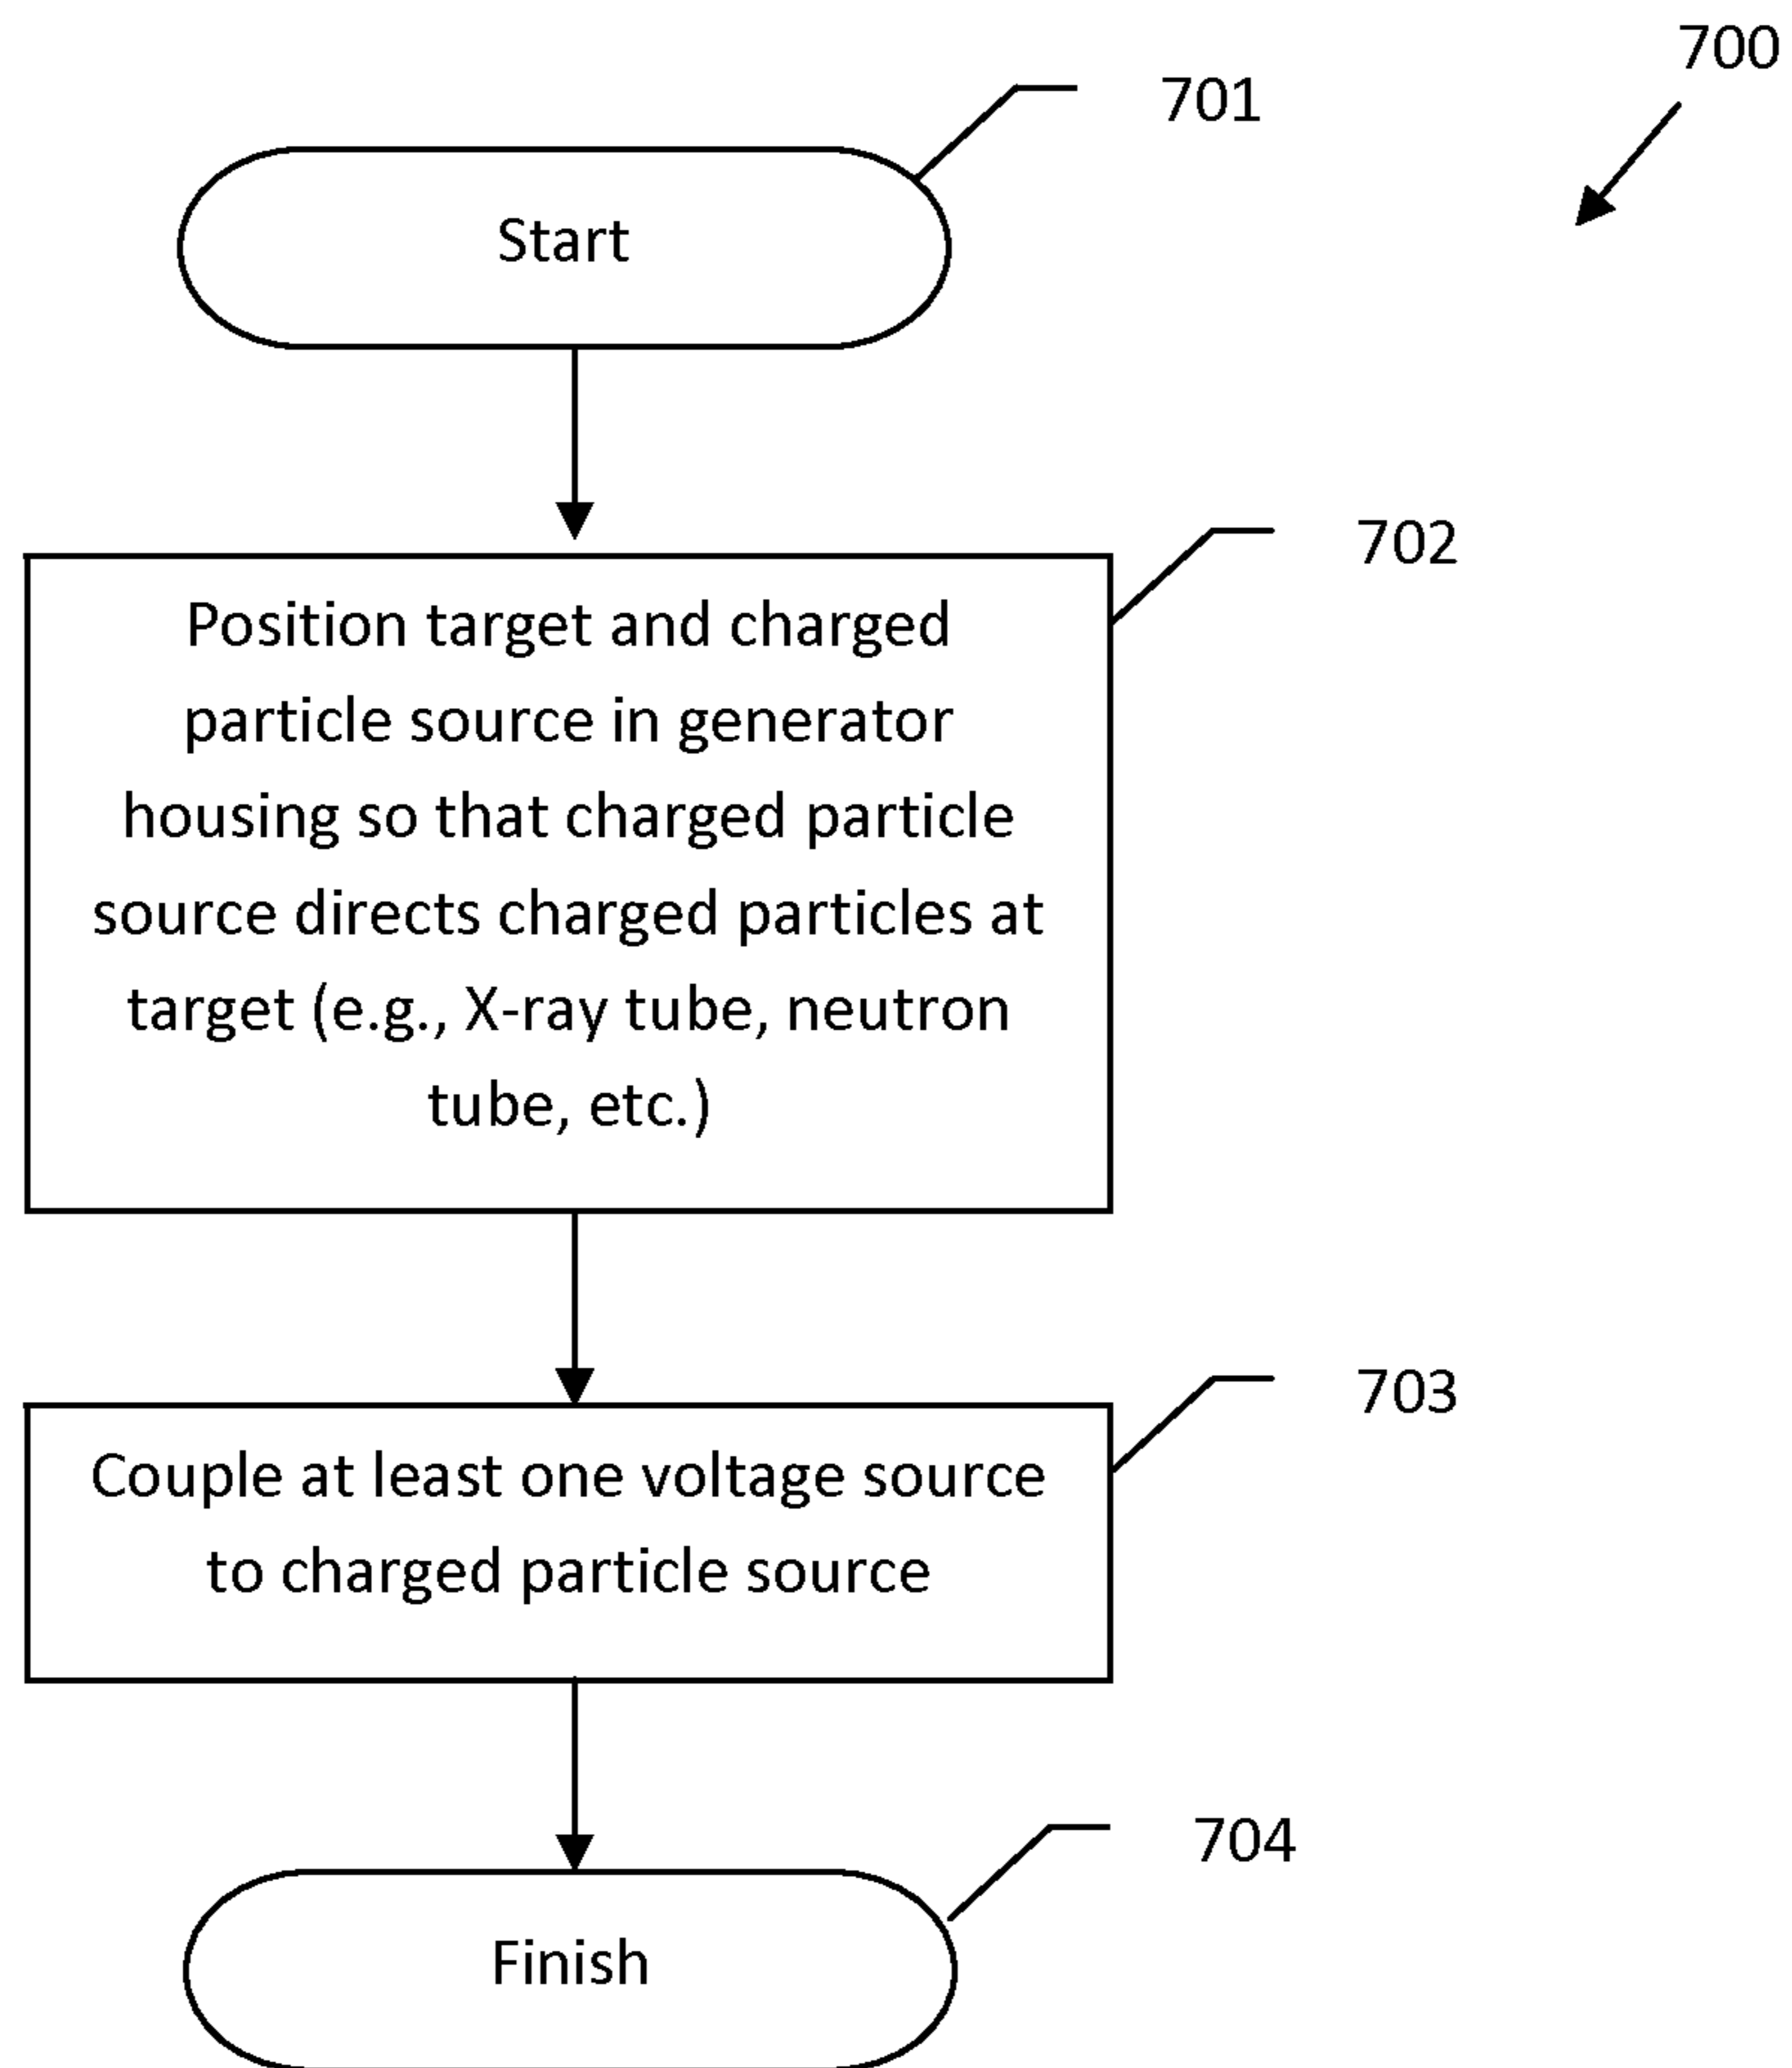 700
701
Start
702
Position target and charged
particle source in generator
housing so that charged particle
source directs charged particles at
target (e.g., X-ray tube, neutron
tube, etc.)
703
Couple at least one voltage source
to charged particle source
704
Finish